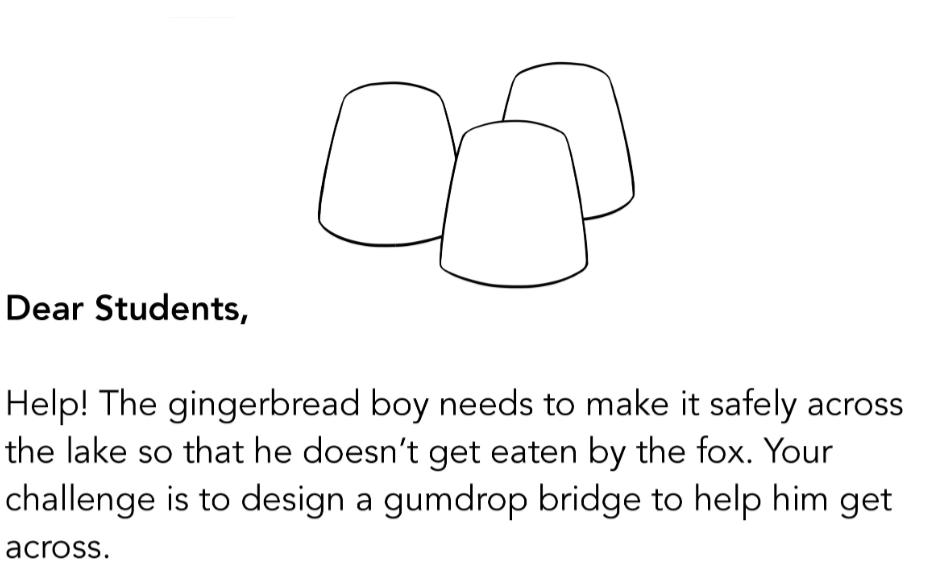 Dear Students,
Help! The gingerbread boy needs to make it safely across
the lake so that he doesn’t get eaten by the fox. Your
challenge is to design a gumdrop bridge to help him get
across.